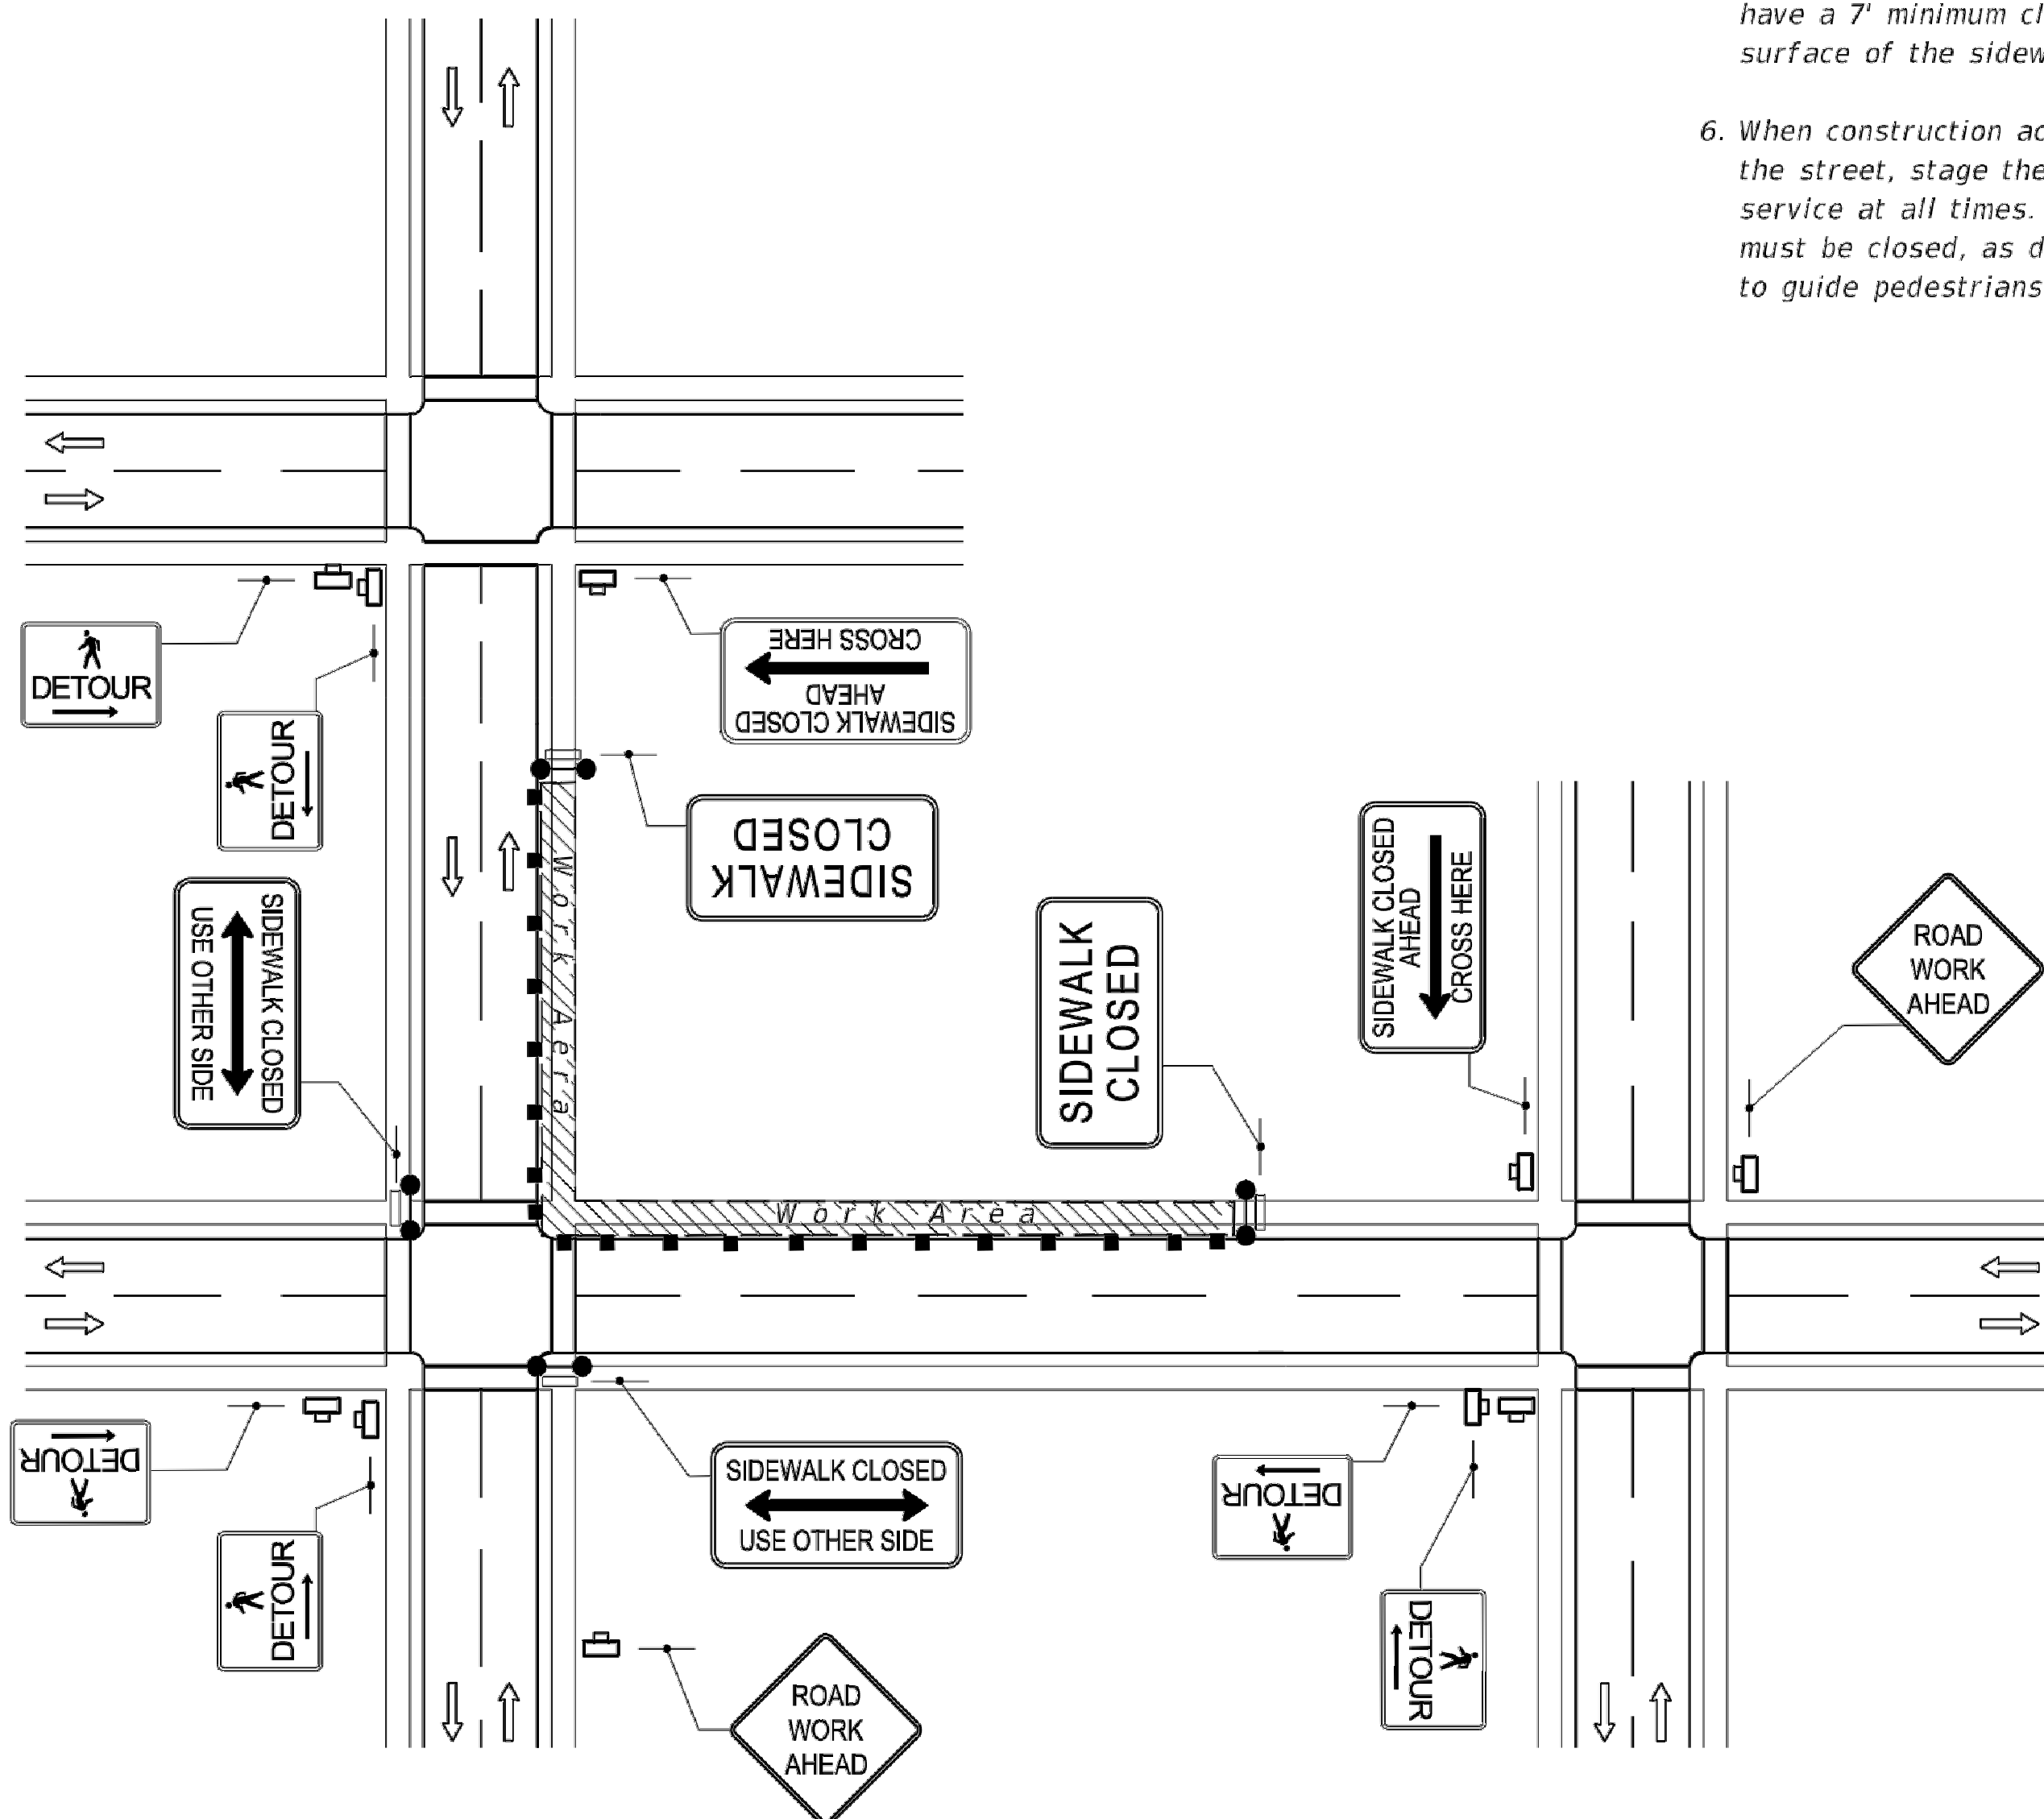 have a 7' minimum cl
surface of the sidew
6. When construction ac
the street, stage the
service at all times.
must be closed, as d
to guide pedestrians
DETOUR
DETOUR
SIDEWALK CLOSED
AHEAD
CROSS HERE
SIDEWALK
CLOSED
SIDEWALK CLOSED
USE OTHER SIDE
Work Aera
SIDEWALK
CLOSED
SIDEWALK CLOSED
AHEAD
CROSS HERE
ROAD
WORK
AHEAD
Work Area
DETOUR
DETOUR
SIDEWALK CLOSED
USE OTHER SIDE
DETOUR
DETOUR
ROAD
WORK
AHEAD